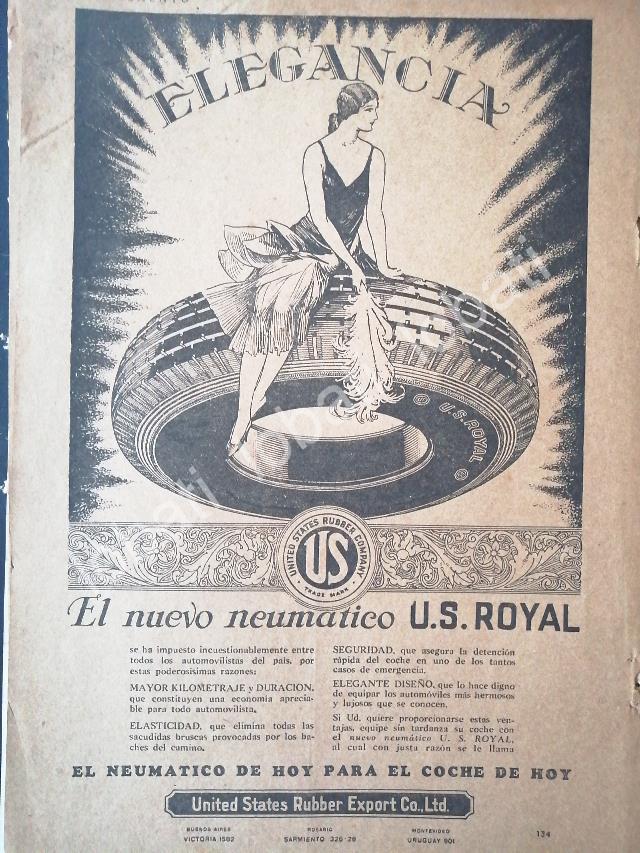 ELEGANCIA
U.S. ROYAL
UNITED STATES RUBBER COMPANY
US
TRADE MARK
El nuevo neumático U.S. ROYAL
se ha impuesto incuestionablemente entre
todos los automovilistas del país, por
estas poderosísimas razones:
MAYOR KILOMETRAJE y DURACION,
que constituyen una economía aprecia-
ble para todo automovilista.
ELASTICIDAD, que elimina todas las
sacudidas bruscas provocadas por los ba-
ches del camino.
SEGURIDAD, que asegura la detención
rápida del coche en uno de los tantos
casos de emergencia.
ELEGANTE DISEÑO, que lo hace digno
de equipar los automóviles más hermosos
y lujosos que se conocen.
Si Ud. quiere proporcionarse estas ven-
tajas, equipe sin tardanza su coche con
el nuevo neumático U. S. ROYAL,
al cual con justa razón se le llama
EL NEUMATICO DE HOY PARA EL COCHE DE HOY
United States Rubber Export Co., Ltd.
BUENOS AIRES
VICTORIA 1582
ROSARIO
SARMIENTO 326-28
MONTEVIDEO
URUGUAY 901
134